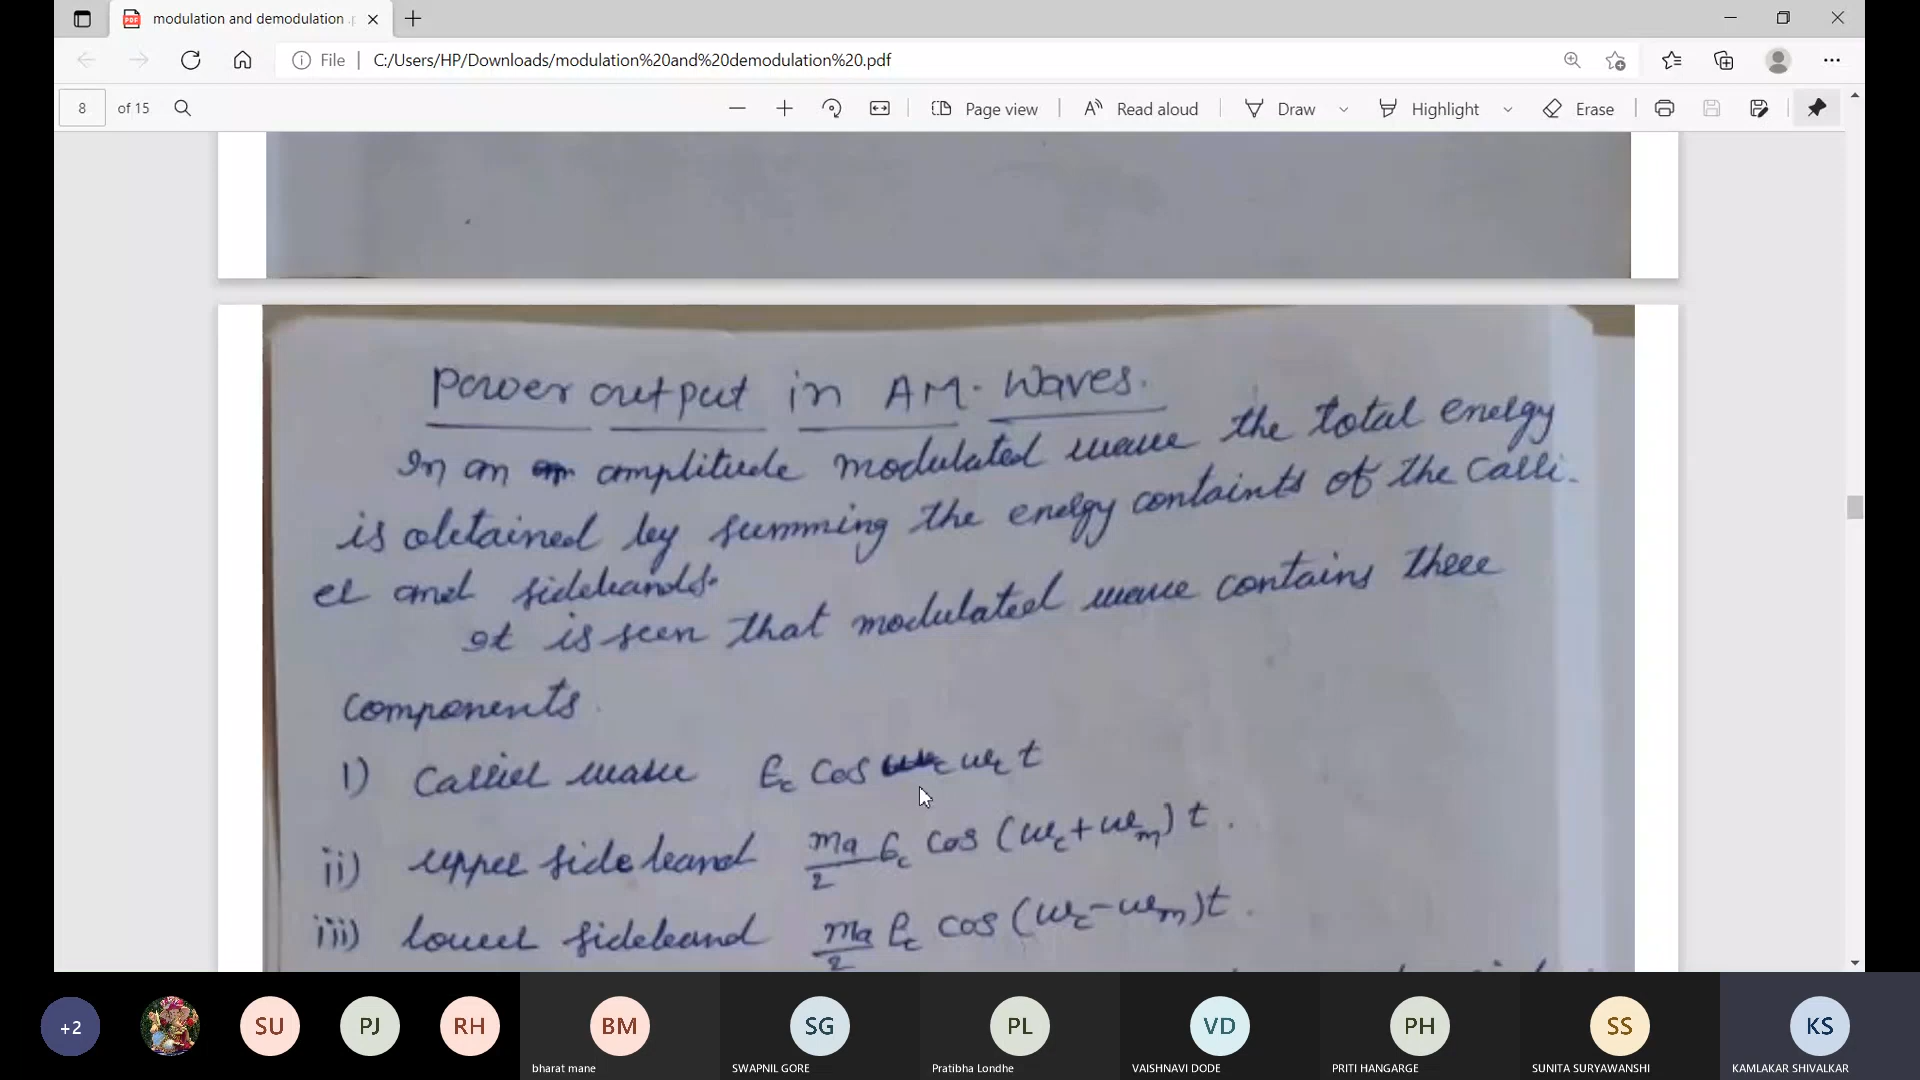 modulation and demodulation .p
File
C:/Users/HP/Downloads/modulation%20and%20demodulation%20.pdf
8 of 15
Page view
Read aloud
Draw
Highlight
Erase
Power output in AM. Waves.
In an amplitude modulated wave the total energy
is obtained by summing the energy containts of the carri-
er and sidebands.
It is seen that modulated wave contains three
components.
i) Carrier wave Ec Cos ωc t
ii) upper sideband ma/2 Ec cos (ωc+ωm) t.
iii) lower sideband ma/2 Ec cos (ωc-ωm) t.
+2 SU PJ RH BM SG PL VD PH SS KS
bharat mane SWAPNIL GORE Pratibha Londhe VAISHNAVI DODE PRITI HANGARGE SUNITA SURYAWANSHI KAMLAKAR SHIVALKAR